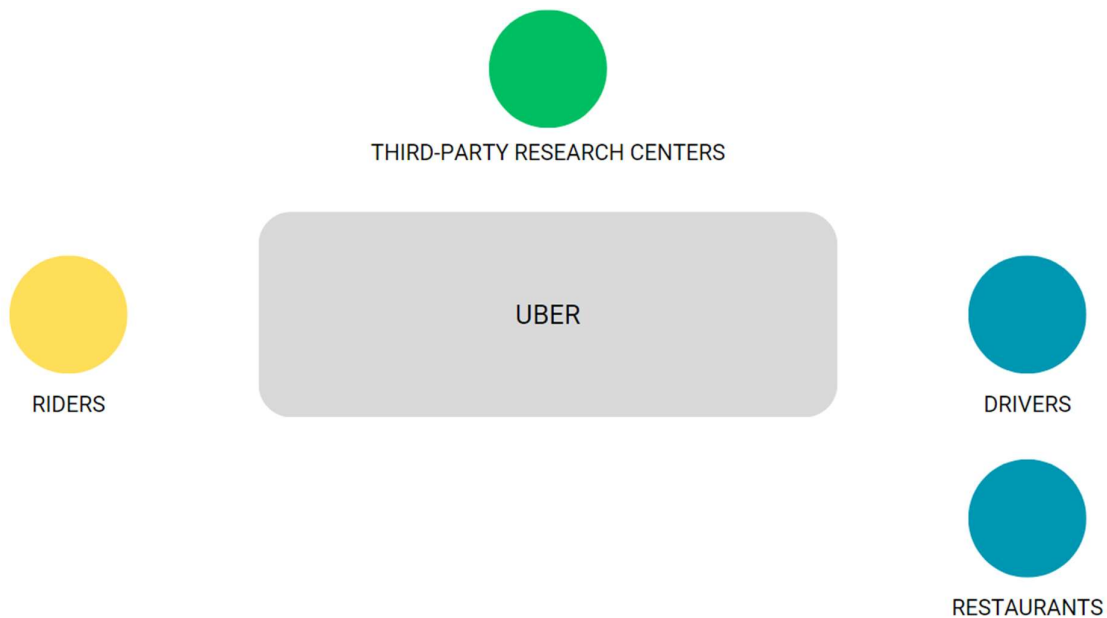 THIRD-PARTY RESEARCH CENTERS
UBER
RIDERS
DRIVERS
RESTAURANTS